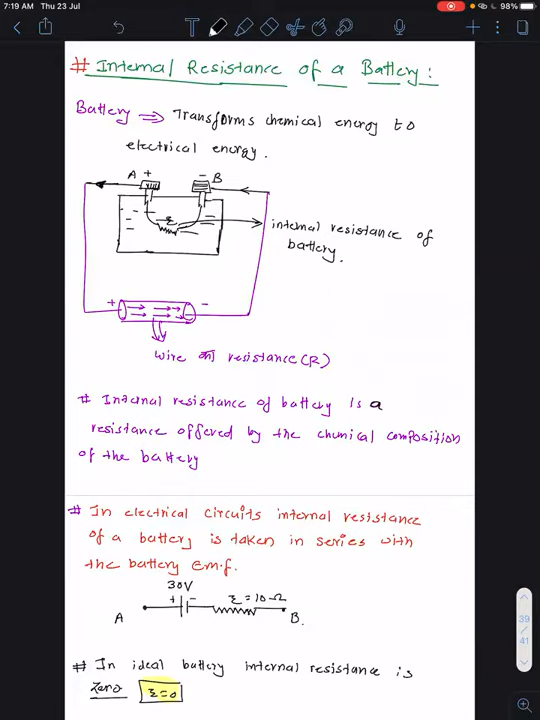 7:19 AM Thu 23 Jul
98%
# Internal Resistance of a Battery:
Battery ⇒ Transforms chemical energy to
electrical energy.
A + - B
r
internal resistance of
battery.
+ -
wire का resistance (R)
# Internal resistance of battery is a
resistance offered by the chemical composition
of the battery
# In electrical circuits internal resistance
of a battery is taken in series with
the battery e.m.f.
30V
+ - r=10Ω
A B.
# In ideal battery internal resistance is
zero r=0
39
41